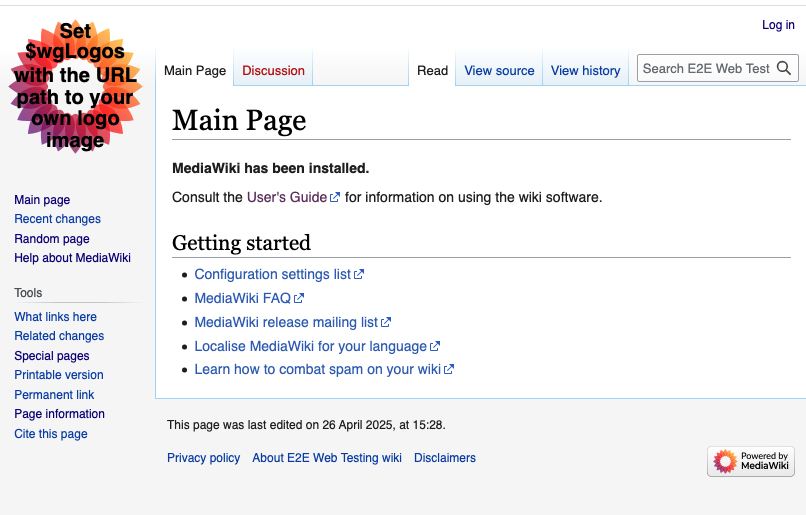 Set
$wgLogos
with the URL
path to your
own logo
image
Log in
Main Page
Discussion
Read
View source
View history
Search E2E Web Test
Main Page
MediaWiki has been installed.
Consult the User's Guide for information on using the wiki software.
Getting started
Configuration settings list
MediaWiki FAQ
MediaWiki release mailing list
Localise MediaWiki for your language
Learn how to combat spam on your wiki
Main page
Recent changes
Random page
Help about MediaWiki
Tools
What links here
Related changes
Special pages
Printable version
Permanent link
Page information
Cite this page
This page was last edited on 26 April 2025, at 15:28.
Privacy policy
About E2E Web Testing wiki
Disclaimers
Powered by
MediaWiki